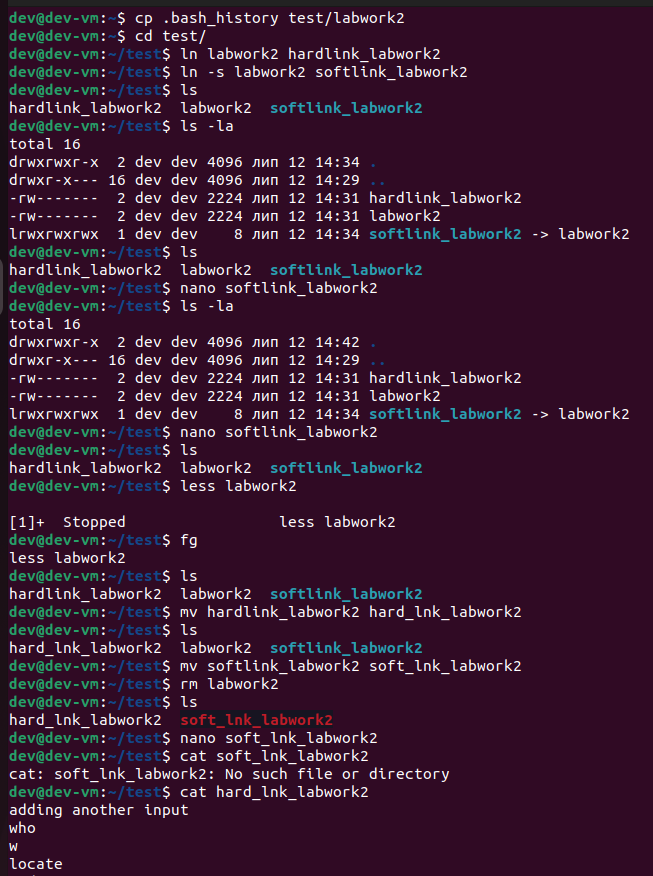 dev@dev-vm:~$ cp .bash_history test/labwork2
dev@dev-vm:~$ cd test/
dev@dev-vm:~/test$ ln labwork2 hardlink_labwork2
dev@dev-vm:~/test$ ln -s labwork2 softlink_labwork2
dev@dev-vm:~/test$ ls
hardlink_labwork2  labwork2  softlink_labwork2
dev@dev-vm:~/test$ ls -la
total 16
drwxrwxr-x  2 dev dev 4096 лип 12 14:34 .
drwxr-x--- 16 dev dev 4096 лип 12 14:29 ..
-rw-------  2 dev dev 2224 лип 12 14:31 hardlink_labwork2
-rw-------  2 dev dev 2224 лип 12 14:31 labwork2
lrwxrwxrwx  1 dev dev    8 лип 12 14:34 softlink_labwork2 -> labwork2
dev@dev-vm:~/test$ ls
hardlink_labwork2  labwork2  softlink_labwork2
dev@dev-vm:~/test$ nano softlink_labwork2
dev@dev-vm:~/test$ ls -la
total 16
drwxrwxr-x  2 dev dev 4096 лип 12 14:42 .
drwxr-x--- 16 dev dev 4096 лип 12 14:29 ..
-rw-------  2 dev dev 2224 лип 12 14:31 hardlink_labwork2
-rw-------  2 dev dev 2224 лип 12 14:31 labwork2
lrwxrwxrwx  1 dev dev    8 лип 12 14:34 softlink_labwork2 -> labwork2
dev@dev-vm:~/test$ nano softlink_labwork2
dev@dev-vm:~/test$ ls
hardlink_labwork2  labwork2  softlink_labwork2
dev@dev-vm:~/test$ less labwork2
[1]+  Stopped                 less labwork2
dev@dev-vm:~/test$ fg
less labwork2
dev@dev-vm:~/test$ ls
hardlink_labwork2  labwork2  softlink_labwork2
dev@dev-vm:~/test$ mv hardlink_labwork2 hard_lnk_labwork2
dev@dev-vm:~/test$ ls
hard_lnk_labwork2  labwork2  softlink_labwork2
dev@dev-vm:~/test$ mv softlink_labwork2 soft_lnk_labwork2
dev@dev-vm:~/test$ rm labwork2
dev@dev-vm:~/test$ ls
hard_lnk_labwork2  soft_lnk_labwork2
dev@dev-vm:~/test$ nano soft_lnk_labwork2
dev@dev-vm:~/test$ cat soft_lnk_labwork2
cat: soft_lnk_labwork2: No such file or directory
dev@dev-vm:~/test$ cat hard_lnk_labwork2
adding another input
who
w
locate